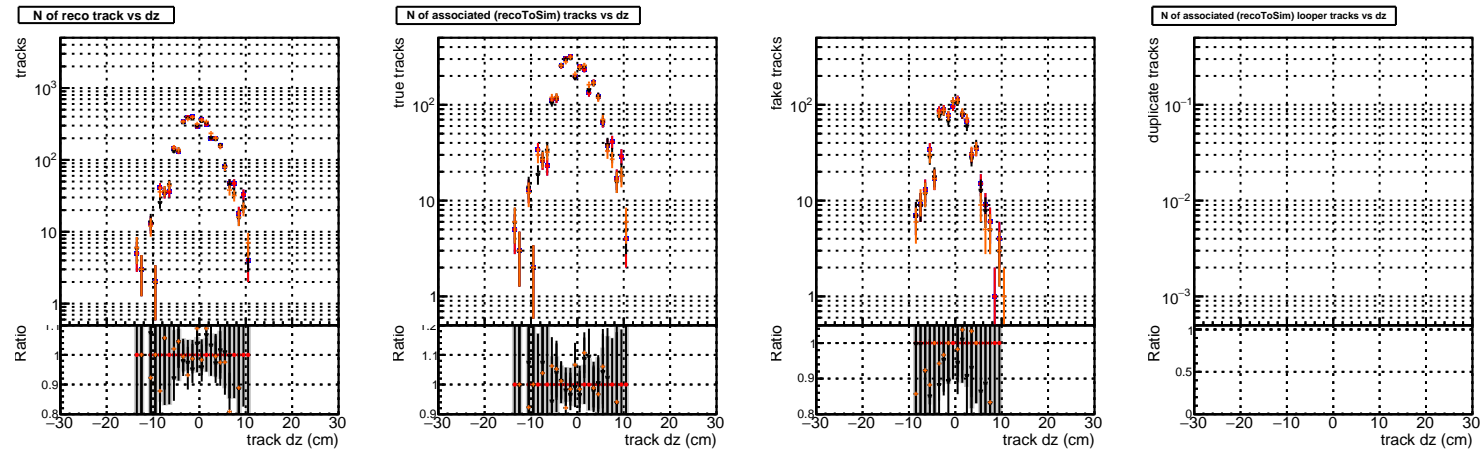 N of reco track vs dz
tracks
10³
10²
10
1
Ratio
1.1
1
0.9
0.8
−30 −20 −10 0 10 20 30
track dz (cm)
N of associated (recoToSim) tracks vs dz
true tracks
10²
10
1
Ratio
1.2
1.1
1
0.9
−30 −20 −10 0 10 20 30
track dz (cm)
fake tracks
10²
10
1
Ratio
1
0.9
0.8
−30 −20 −10 0 10 20 30
track dz (cm)
N of associated (recoToSim) looper tracks vs dz
duplicate tracks
10⁻¹
10⁻²
10⁻³
Ratio
1
0.5
0
−30 −20 −10 0 10 20 30
track dz (cm)